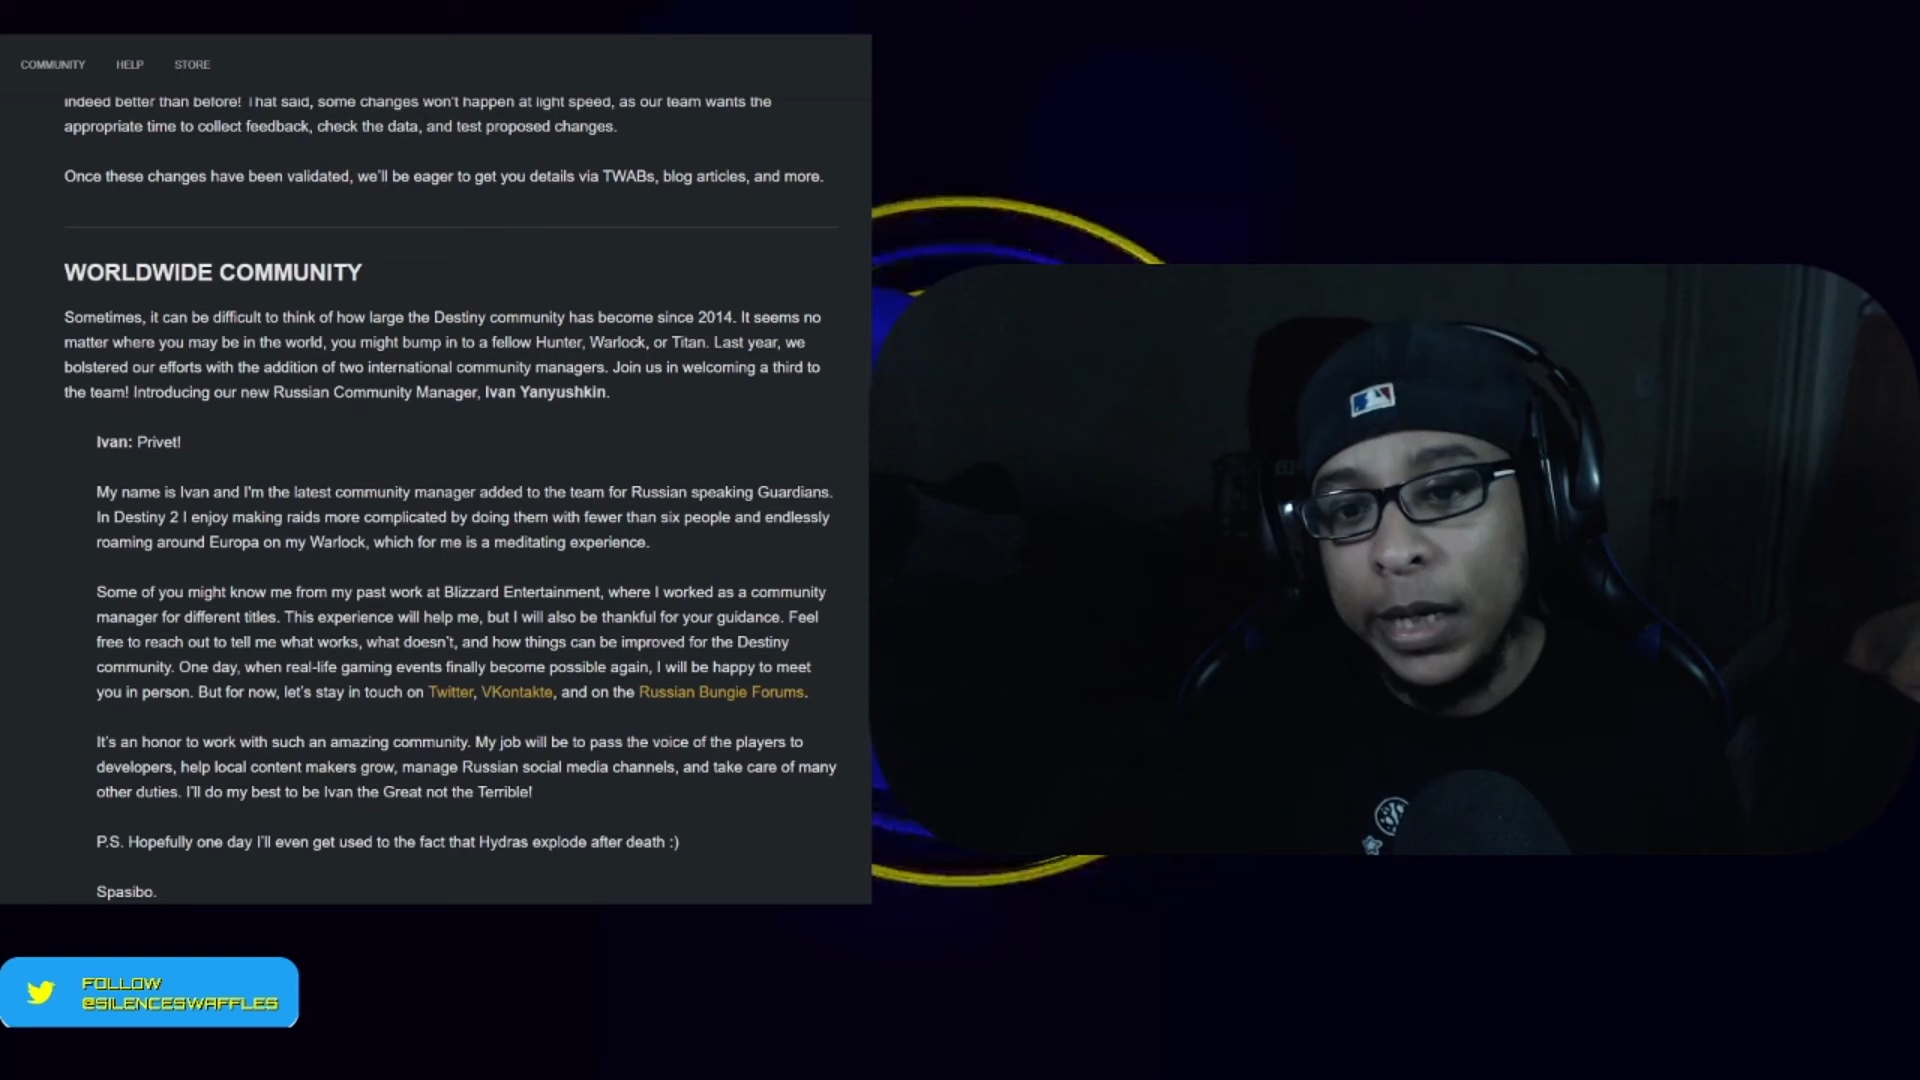 COMMUNITY HELP STORE
indeed better than before! That said, some changes won't happen at light speed, as our team wants the
appropriate time to collect feedback, check the data, and test proposed changes.
Once these changes have been validated, we'll be eager to get you details via TWABs, blog articles, and more.
WORLDWIDE COMMUNITY
Sometimes, it can be difficult to think of how large the Destiny community has become since 2014. It seems no
matter where you may be in the world, you might bump in to a fellow Hunter, Warlock, or Titan. Last year, we
bolstered our efforts with the addition of two international community managers. Join us in welcoming a third to
the team! Introducing our new Russian Community Manager, Ivan Yanyushkin.
Ivan: Privet!
My name is Ivan and I'm the latest community manager added to the team for Russian speaking Guardians.
In Destiny 2 I enjoy making raids more complicated by doing them with fewer than six people and endlessly
roaming around Europa on my Warlock, which for me is a meditating experience.
Some of you might know me from my past work at Blizzard Entertainment, where I worked as a community
manager for different titles. This experience will help me, but I will also be thankful for your guidance. Feel
free to reach out to tell me what works, what doesn't, and how things can be improved for the Destiny
community. One day, when real-life gaming events finally become possible again, I will be happy to meet
you in person. But for now, let's stay in touch on Twitter, VKontakte, and on the Russian Bungie Forums.
It's an honor to work with such an amazing community. My job will be to pass the voice of the players to
developers, help local content makers grow, manage Russian social media channels, and take care of many
other duties. I'll do my best to be Ivan the Great not the Terrible!
P.S. Hopefully one day I'll even get used to the fact that Hydras explode after death :)
Spasibo.
FOLLOW
@SILENCESWAFFLES